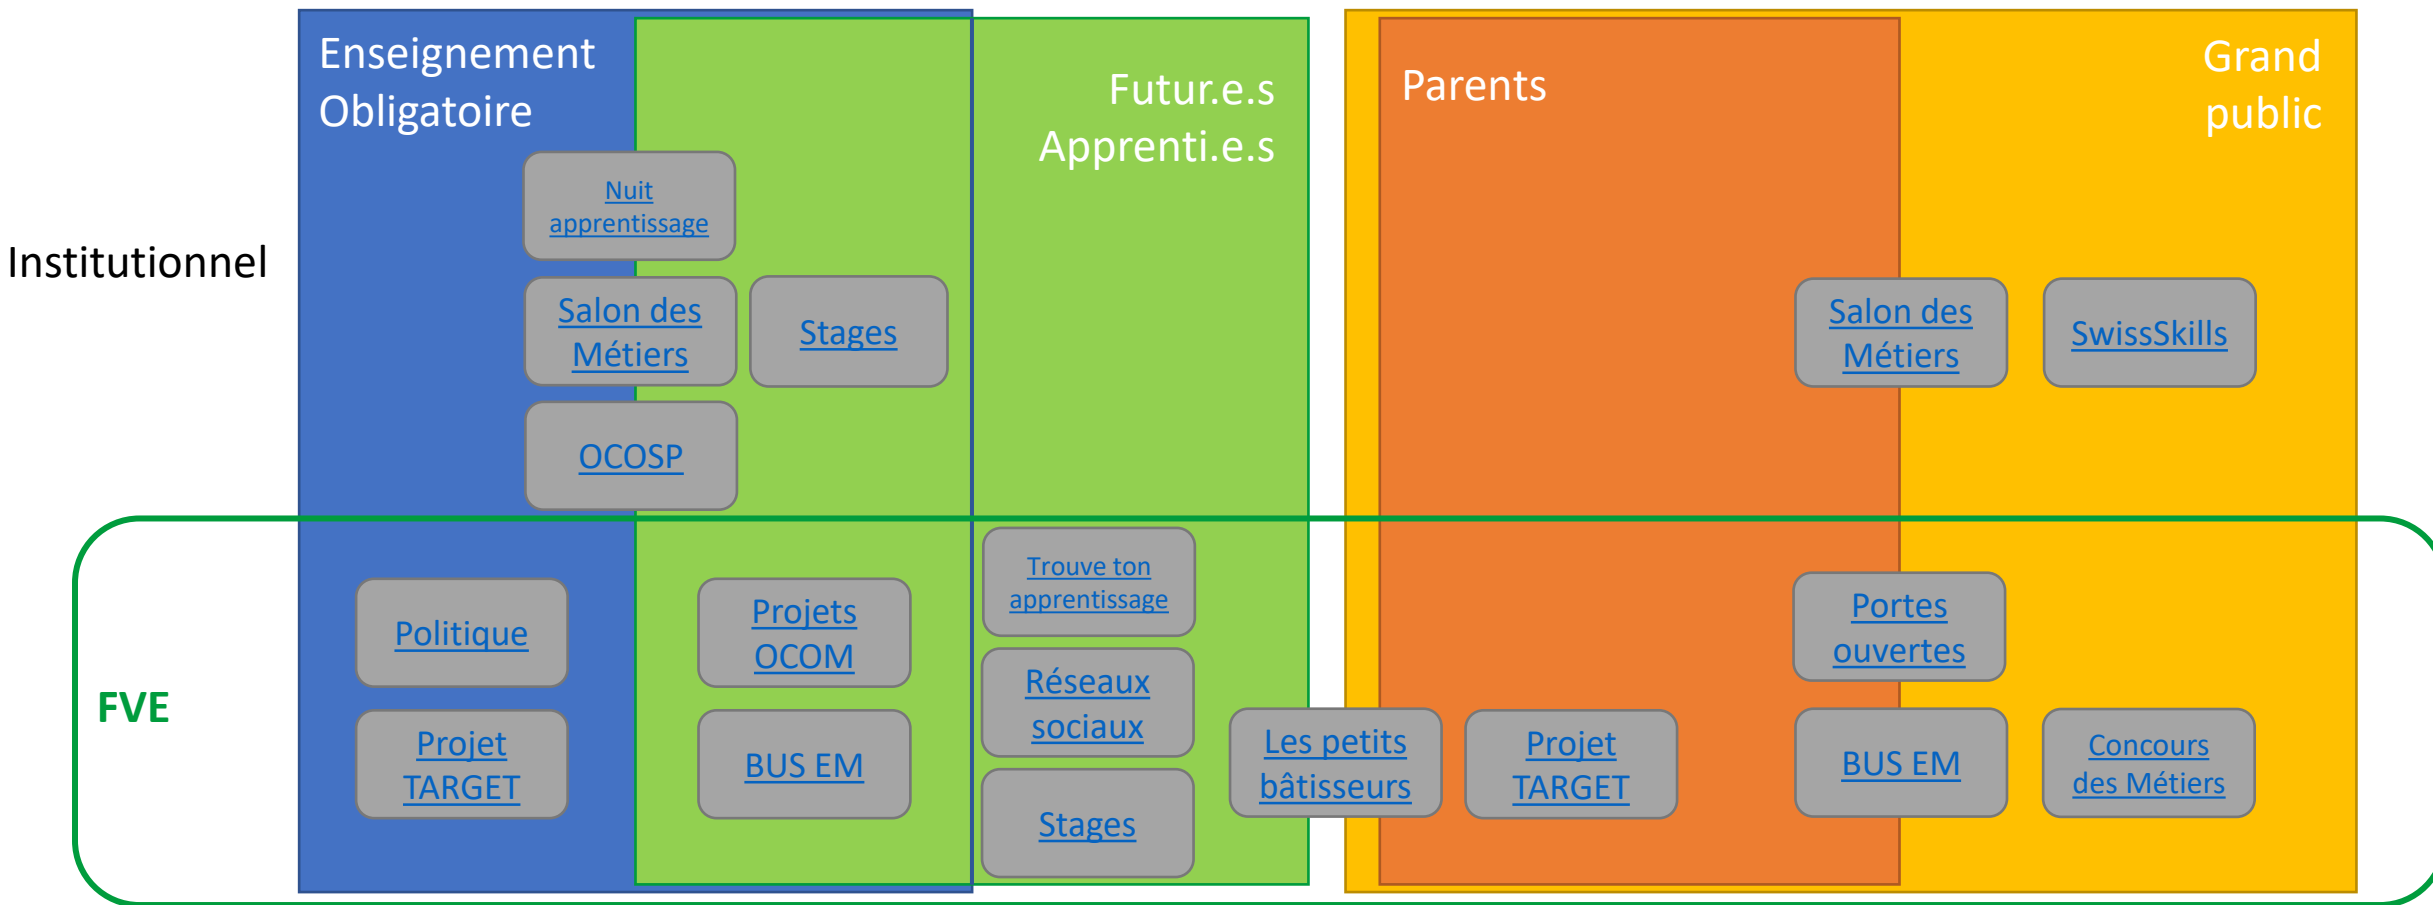 Enseignement
Obligatoire
Futur.e.s
Apprenti.e.s
Parents
Grand
public
Institutionnel
Nuit
apprentissage
Salon des
Métiers
Stages
OCOSP
Salon des
Métiers
SwissSkills
FVE
Politique
Projet
TARGET
Projets
OCOM
BUS EM
Trouve ton
apprentissage
Réseaux
sociaux
Stages
Les petits
bâtisseurs
Projet
TARGET
Portes
ouvertes
BUS EM
Concours
des Métiers